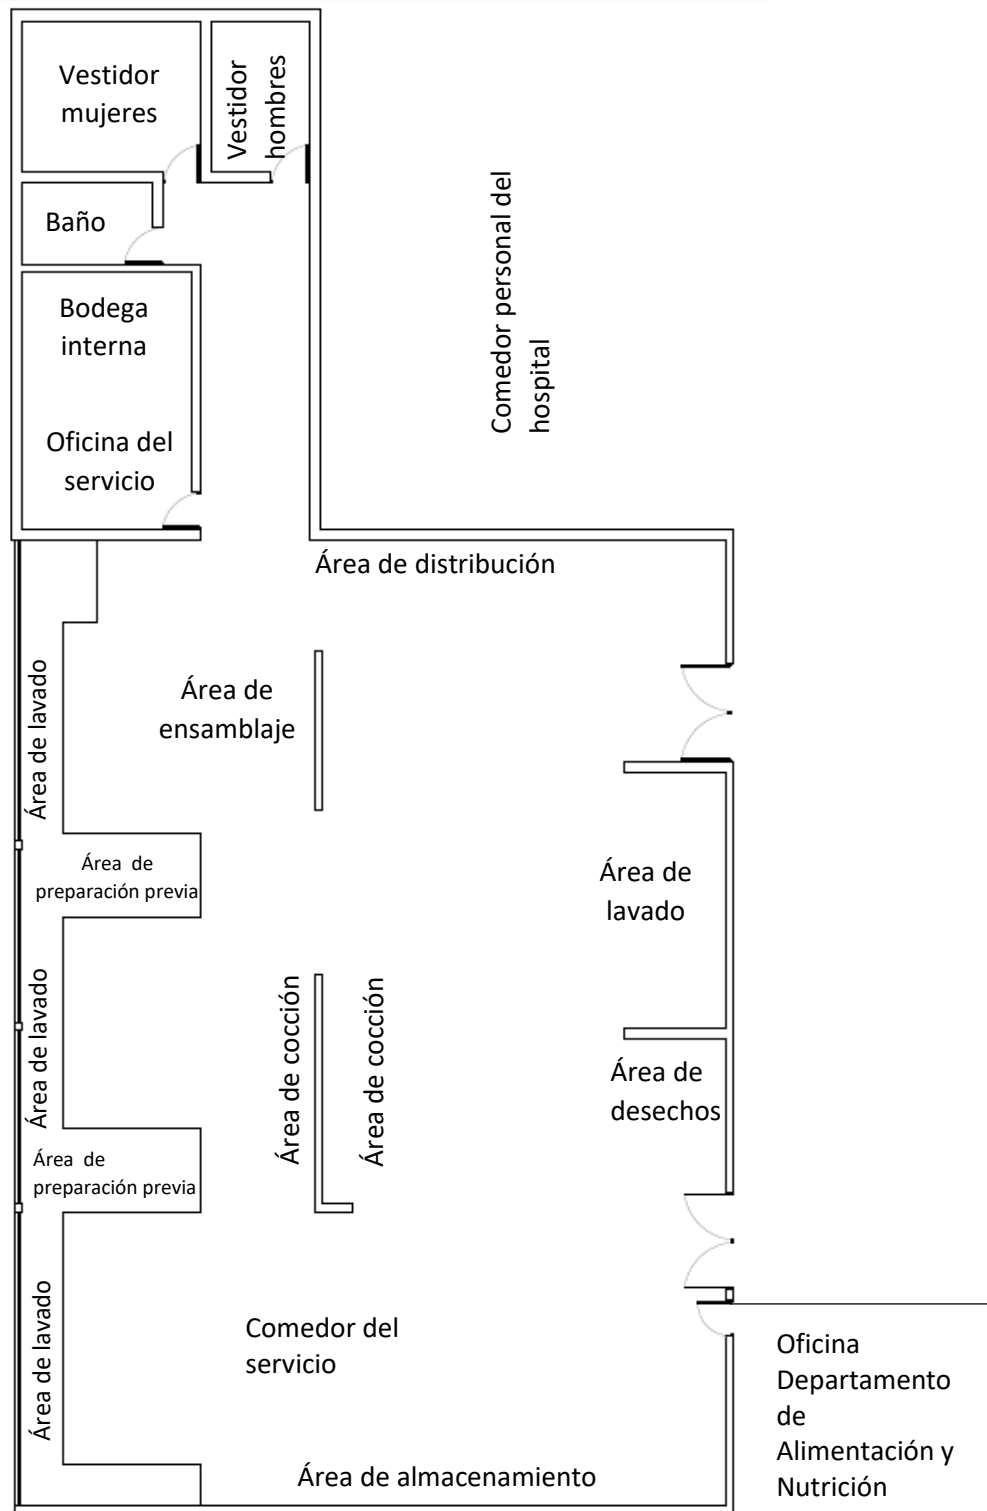 Vestidor
mujeres
Vestidor
hombres
Baño
Bodega
interna
Oficina del
servicio
Comedor personal del
hospital
Área de distribución
Área de lavado
Área de
ensamblaje
Área de
preparación previa
Área de
lavado
Área de lavado
Área de cocción
Área de cocción
Área de
desechos
Área de
preparación previa
Área de lavado
Comedor del
servicio
Área de almacenamiento
Oficina
Departamento
de
Alimentación y
Nutrición